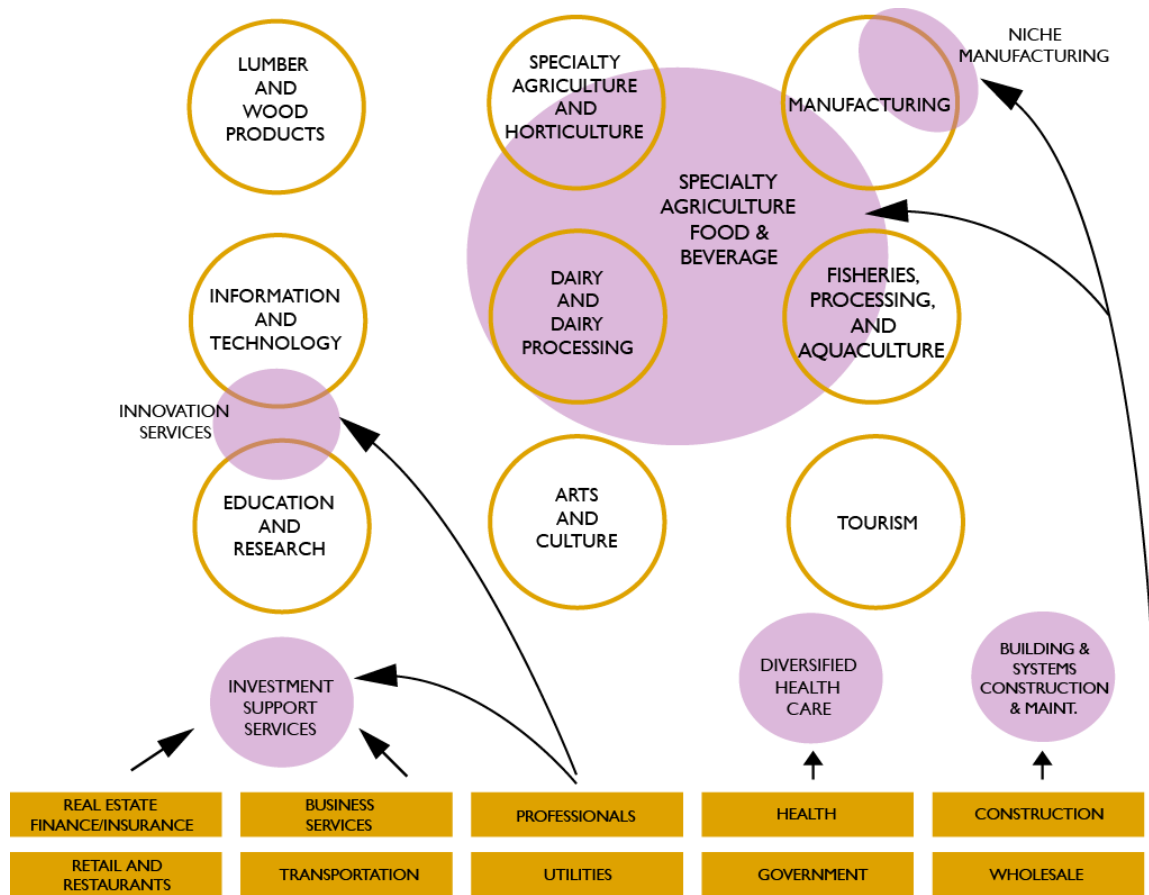 LUMBER
AND
WOOD
PRODUCTS
SPECIALTY
AGRICULTURE
AND
HORTICULTURE
MANUFACTURING
NICHE
MANUFACTURING
SPECIALTY
AGRICULTURE
FOOD &
BEVERAGE
INFORMATION
AND
TECHNOLOGY
DAIRY
AND
DAIRY
PROCESSING
FISHERIES,
PROCESSING,
AND
AQUACULTURE
INNOVATION
SERVICES
EDUCATION
AND
RESEARCH
ARTS
AND
CULTURE
TOURISM
INVESTMENT
SUPPORT
SERVICES
DIVERSIFIED
HEALTH
CARE
BUILDING &
SYSTEMS
CONSTRUCTION
& MAINT.
REAL ESTATE
FINANCE/INSURANCE
BUSINESS
SERVICES
PROFESSIONALS
HEALTH
CONSTRUCTION
RETAIL AND
RESTAURANTS
TRANSPORTATION
UTILITIES
GOVERNMENT
WHOLESALE